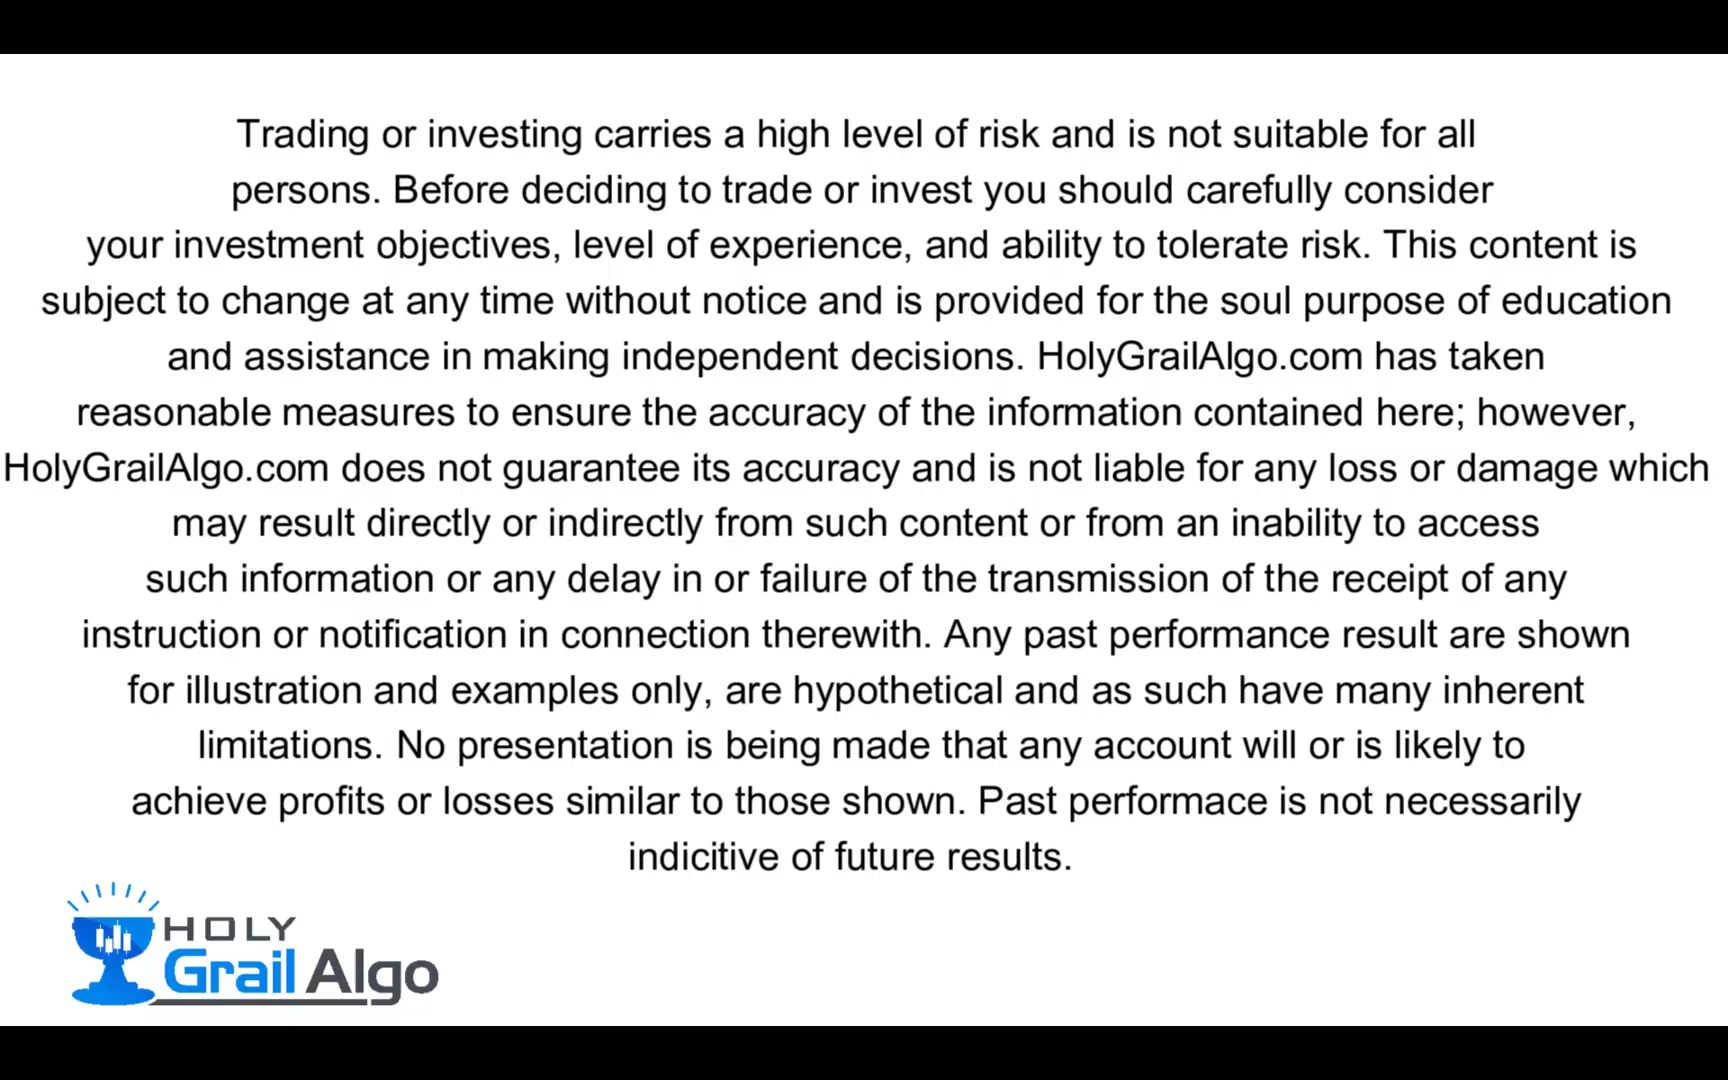 Trading or investing carries a high level of risk and is not suitable for all
persons. Before deciding to trade or invest you should carefully consider
your investment objectives, level of experience, and ability to tolerate risk. This content is
subject to change at any time without notice and is provided for the soul purpose of education
and assistance in making independent decisions. HolyGrailAlgo.com has taken
reasonable measures to ensure the accuracy of the information contained here; however,
HolyGrailAlgo.com does not guarantee its accuracy and is not liable for any loss or damage which
may result directly or indirectly from such content or from an inability to access
such information or any delay in or failure of the transmission of the receipt of any
instruction or notification in connection therewith. Any past performance result are shown
for illustration and examples only, are hypothetical and as such have many inherent
limitations. No presentation is being made that any account will or is likely to
achieve profits or losses similar to those shown. Past performace is not necessarily
indicitive of future results.
HOLY
Grail Algo